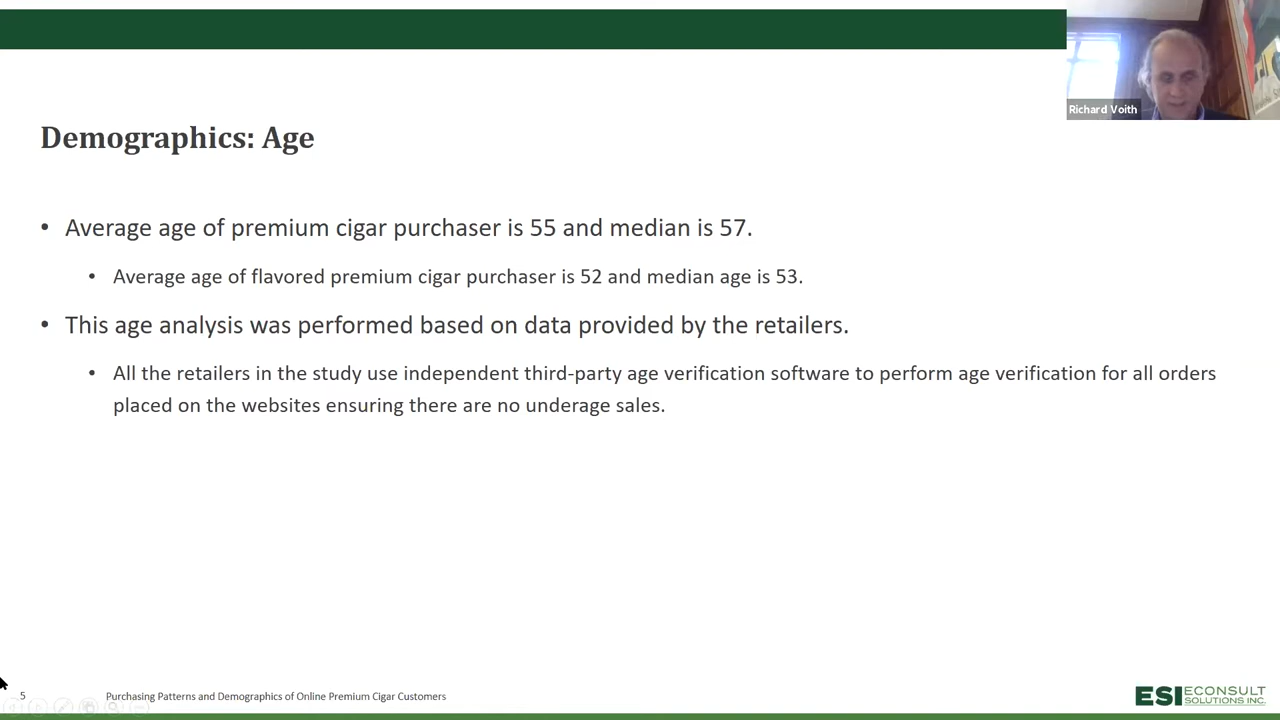 Richard Voith
Demographics: Age
• Average age of premium cigar purchaser is 55 and median is 57.
• Average age of flavored premium cigar purchaser is 52 and median age is 53.
• This age analysis was performed based on data provided by the retailers.
• All the retailers in the study use independent third-party age verification software to perform age verification for all orders
placed on the websites ensuring there are no underage sales.
5
Purchasing Patterns and Demographics of Online Premium Cigar Customers
ESI ECONSULT
SOLUTIONS INC.